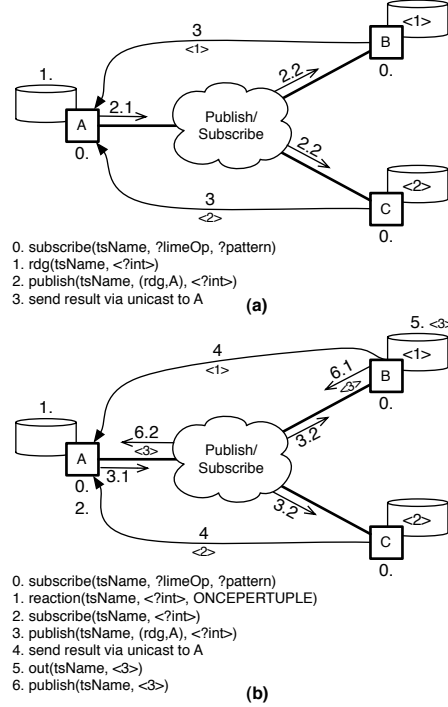 3
<1>
B
<1>
0.
1.
2.1
A
0.
2.2
Publish/
Subscribe
2.2
3
<2>
C
<2>
0.
0. subscribe(tsName, ?limeOp, ?pattern)
1. rdg(tsName, <?int>)
2. publish(tsName, (rdg,A), <?int>)
3. send result via unicast to A
(a)
5. <3>
4
<1>
6.1
<3>
B
<1>
0.
1.
6.2
<3>
A
3.1
0.
2.
Publish/
Subscribe
3.2
3.2
4
<2>
C
<2>
0.
0. subscribe(tsName, ?limeOp, ?pattern)
1. reaction(tsName, <?int>, ONCEPERTUPLE)
2. subscribe(tsName, <?int>)
3. publish(tsName, (rdg,A), <?int>)
4. send result via unicast to A
5. out(tsName, <3>)
6. publish(tsName, <3>)
(b)